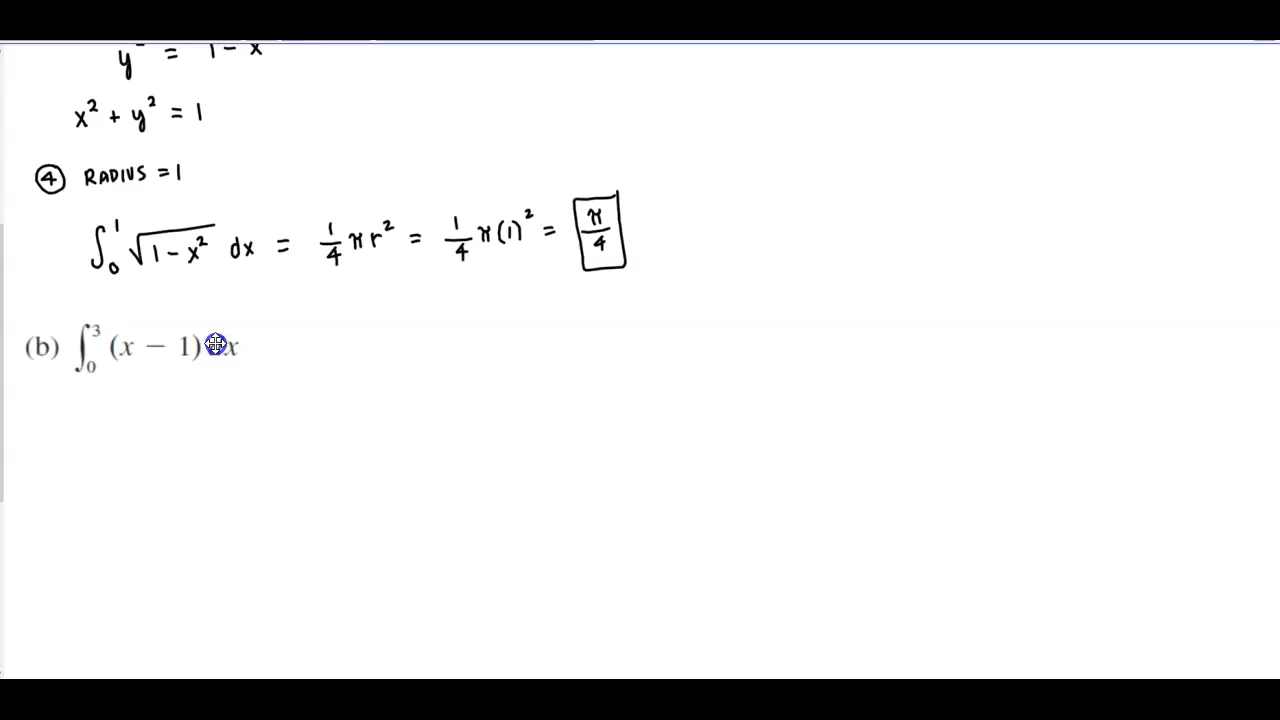 y = 1 - x
x² + y² = 1
④ RADIUS = 1
∫₀¹ √(1 - x²) dx = 1/4 π r² = 1/4 π (1)² = π/4
(b) ∫₀³ (x − 1) x